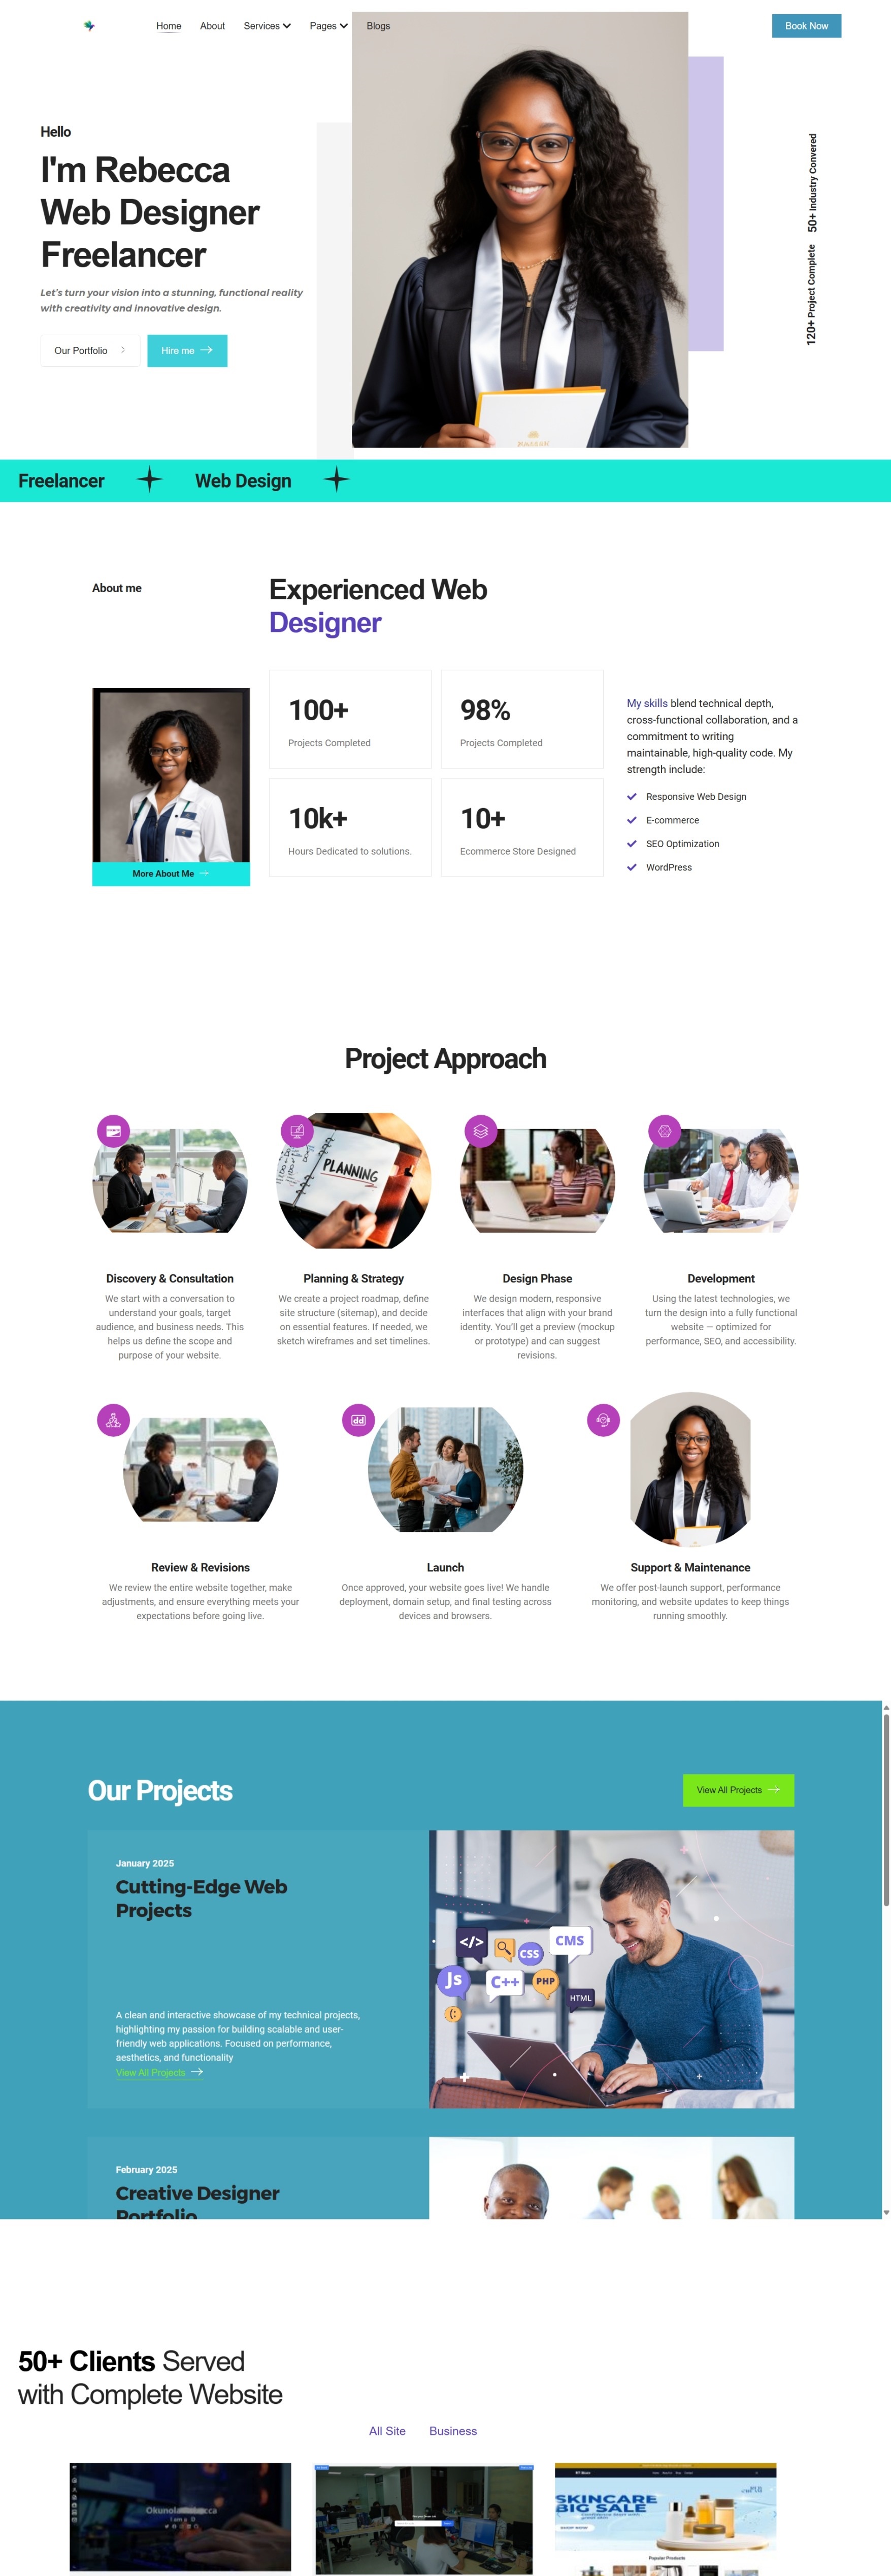 Home About Services Pages Blogs
Book Now
Hello
I'm Rebecca
Web Designer
Freelancer
Let's turn your vision into a stunning, functional reality
with creativity and innovative design.
Our Portfolio
Hire me
120+ Project Complete 50+ Industry Convered
Freelancer Web Design
About me
Experienced Web
Designer
More About Me
100+
Projects Completed
98%
Projects Completed
10k+
Hours Dedicated to solutions.
10+
Ecommerce Store Designed
My skills blend technical depth,
cross-functional collaboration, and a
commitment to writing
maintainable, high-quality code. My
strength include:
Responsive Web Design
E-commerce
SEO Optimization
WordPress
Project Approach
PLANNING
Discovery & Consultation
We start with a conversation to
understand your goals, target
audience, and business needs. This
helps us define the scope and
purpose of your website.
Planning & Strategy
We create a project roadmap, define
site structure (sitemap), and decide
on essential features. If needed, we
sketch wireframes and set timelines.
Design Phase
We design modern, responsive
interfaces that align with your brand
identity. You'll get a preview (mockup
or prototype) and can suggest
revisions.
Development
Using the latest technologies, we
turn the design into a fully functional
website — optimized for
performance, SEO, and accessibility.
Review & Revisions
We review the entire website together, make
adjustments, and ensure everything meets your
expectations before going live.
Launch
Once approved, your website goes live! We handle
deployment, domain setup, and final testing across
devices and browsers.
Support & Maintenance
We offer post-launch support, performance
monitoring, and website updates to keep things
running smoothly.
Our Projects
View All Projects
January 2025
Cutting-Edge Web
Projects
A clean and interactive showcase of my technical projects,
highlighting my passion for building scalable and user-
friendly web applications. Focused on performance,
aesthetics, and functionality
View All Projects
</>
CSS
CMS
Js
C++
PHP
HTML
{:
February 2025
Creative Designer
Portfolio
50+ Clients Served
with Complete Website
All Site Business
I am a
SKINCARE
BIG SALE
Popular Products